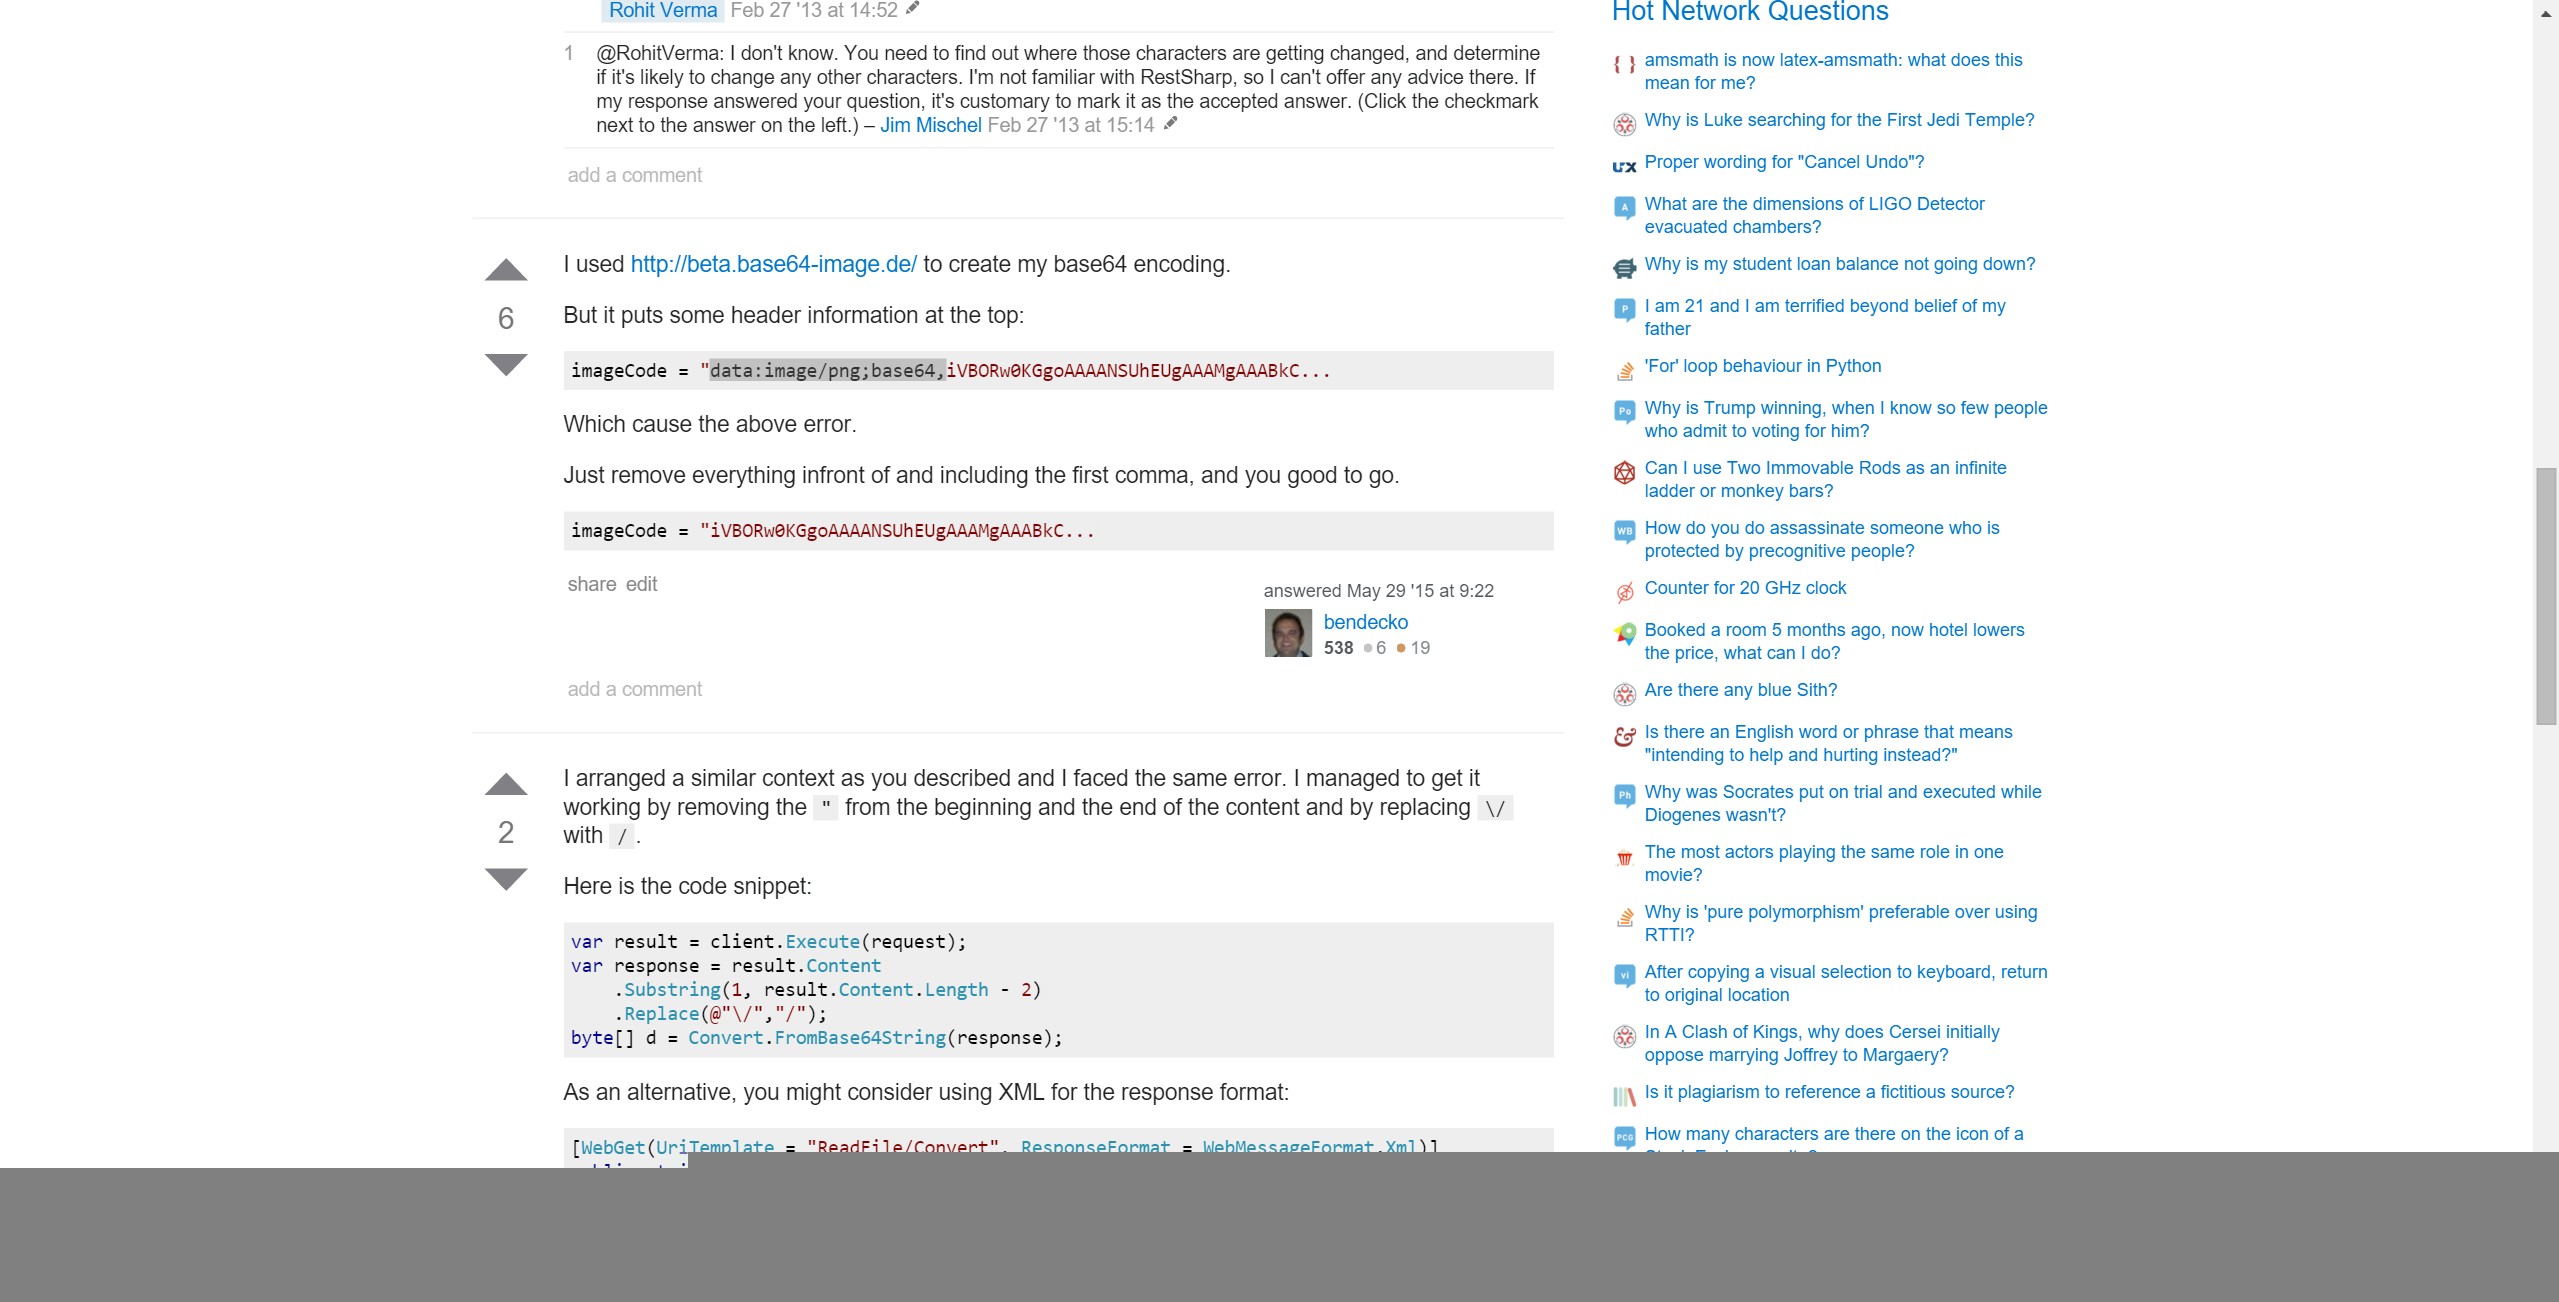 Rohit Verma Feb 27 '13 at 14:52
1 @RohitVerma: I don't know. You need to find out where those characters are getting changed, and determine
if it's likely to change any other characters. I'm not familiar with RestSharp, so I can't offer any advice there. If
my response answered your question, it's customary to mark it as the accepted answer. (Click the checkmark
next to the answer on the left.) – Jim Mischel Feb 27 '13 at 15:14
add a comment
I used http://beta.base64-image.de/ to create my base64 encoding.
6
But it puts some header information at the top:
imageCode = "data:image/png;base64,iVBORw0KGgoAAAANSUhEUgAAAMgAAABkC...
Which cause the above error.
Just remove everything infront of and including the first comma, and you good to go.
imageCode = "iVBORw0KGgoAAAANSUhEUgAAAMgAAABkC...
share edit
answered May 29 '15 at 9:22
bendecko
538 6 19
add a comment
I arranged a similar context as you described and I faced the same error. I managed to get it
working by removing the " from the beginning and the end of the content and by replacing \/
2
with / .
Here is the code snippet:
var result = client.Execute(request);
var response = result.Content
.Substring(1, result.Content.Length - 2)
.Replace(@"\/","/");
byte[] d = Convert.FromBase64String(response);
As an alternative, you might consider using XML for the response format:
[WebGet(UriTemplate = "ReadFile/Convert", ResponseFormat = WebMessageFormat.Xml)]
Hot Network Questions
amsmath is now latex-amsmath: what does this
mean for me?
Why is Luke searching for the First Jedi Temple?
UX Proper wording for "Cancel Undo"?
A What are the dimensions of LIGO Detector
evacuated chambers?
Why is my student loan balance not going down?
P I am 21 and I am terrified beyond belief of my
father
'For' loop behaviour in Python
Po Why is Trump winning, when I know so few people
who admit to voting for him?
Can I use Two Immovable Rods as an infinite
ladder or monkey bars?
WB How do you do assassinate someone who is
protected by precognitive people?
Counter for 20 GHz clock
Booked a room 5 months ago, now hotel lowers
the price, what can I do?
Are there any blue Sith?
Is there an English word or phrase that means
"intending to help and hurting instead?"
Ph Why was Socrates put on trial and executed while
Diogenes wasn't?
The most actors playing the same role in one
movie?
Why is 'pure polymorphism' preferable over using
RTTI?
vi After copying a visual selection to keyboard, return
to original location
In A Clash of Kings, why does Cersei initially
oppose marrying Joffrey to Margaery?
Is it plagiarism to reference a fictitious source?
PCG How many characters are there on the icon of a